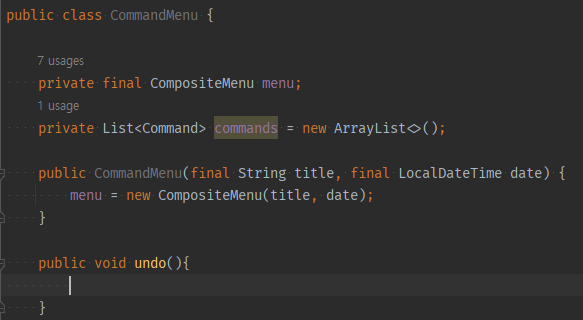 public class CommandMenu {
7 usages
private final CompositeMenu menu;
1 usage
private List<Command> commands = new ArrayList<>();
public CommandMenu(final String title, final LocalDateTime date) {
menu = new CompositeMenu(title, date);
}
public void undo(){
}